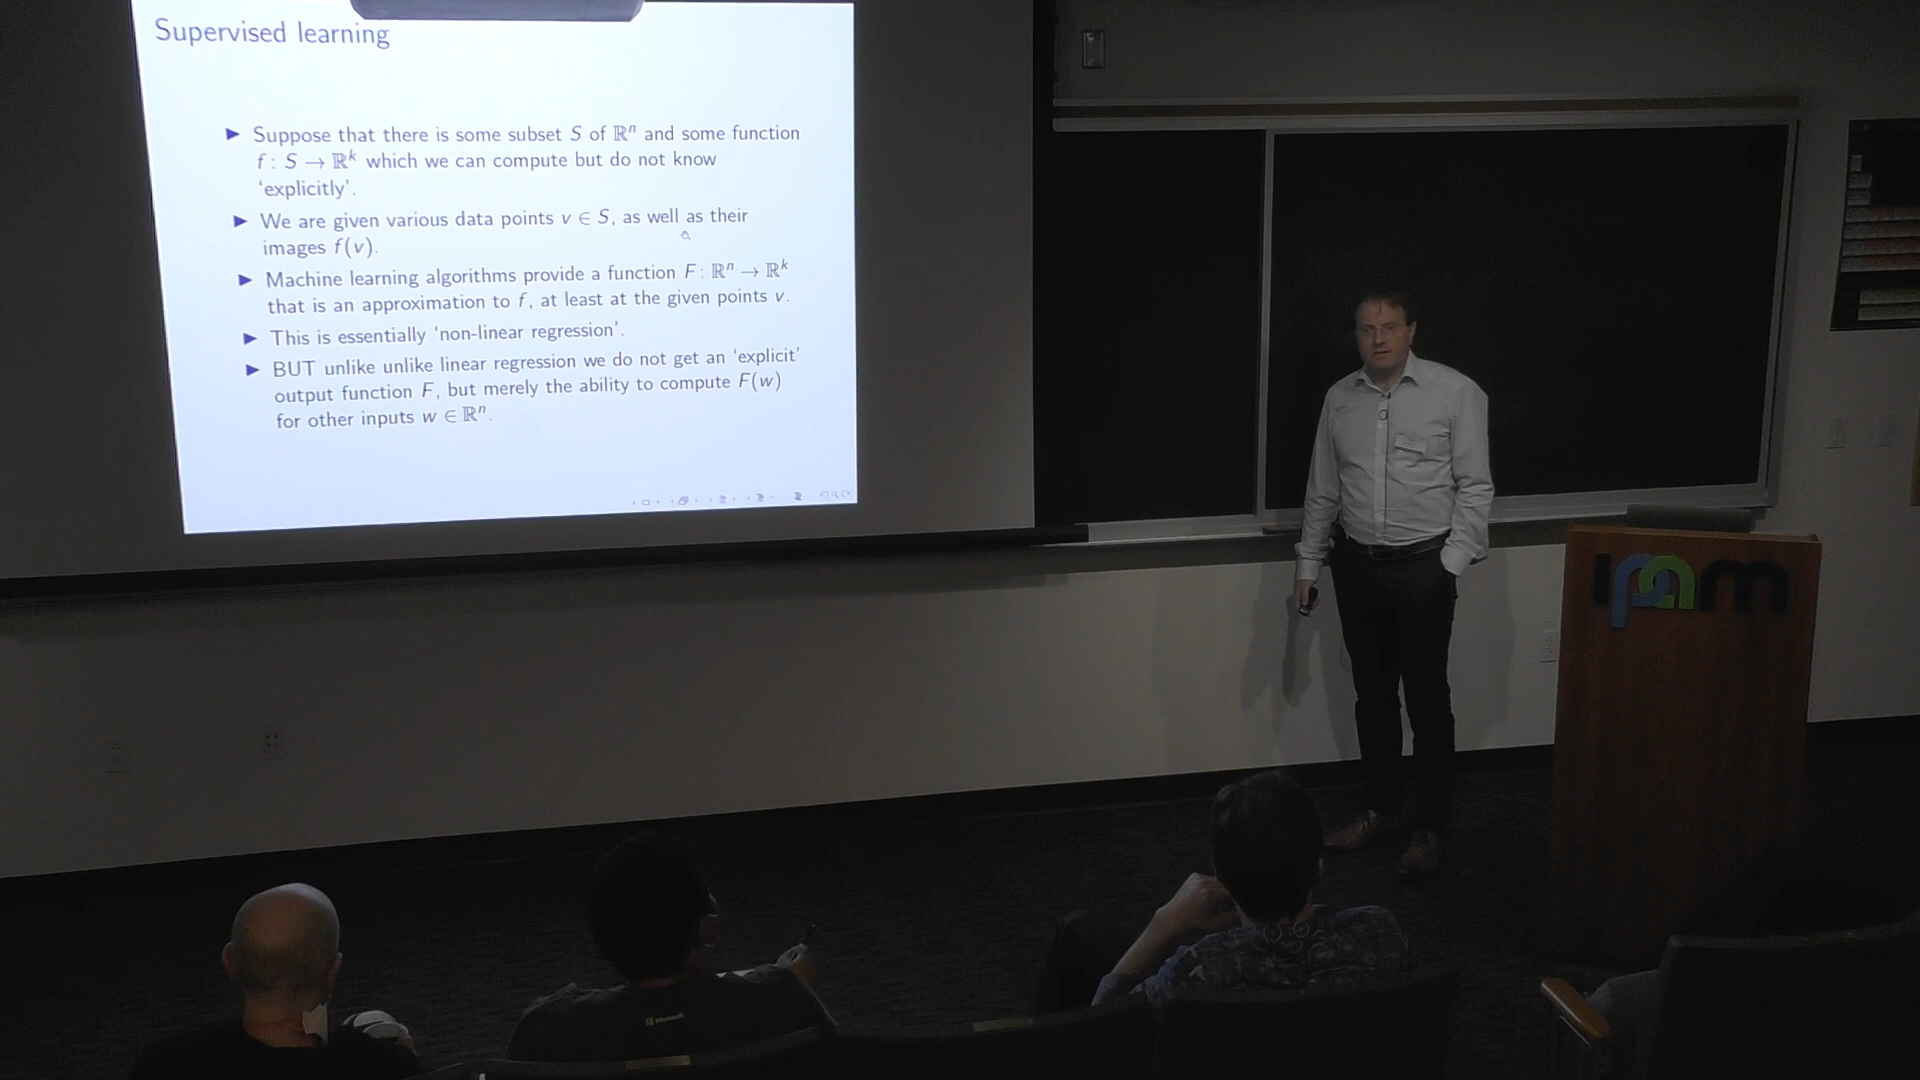 Supervised learning
▶ Suppose that there is some subset S of ℝⁿ and some function
f : S → ℝᵏ which we can compute but do not know
‘explicitly’.
▶ We are given various data points v ∈ S, as well as their
images f(v).
▶ Machine learning algorithms provide a function F : ℝⁿ → ℝᵏ
that is an approximation to f, at least at the given points v.
▶ This is essentially ‘non-linear regression’.
▶ BUT unlike unlike linear regression we do not get an ‘explicit’
output function F, but merely the ability to compute F(w)
for other inputs w ∈ ℝⁿ.
ipam
Microsoft